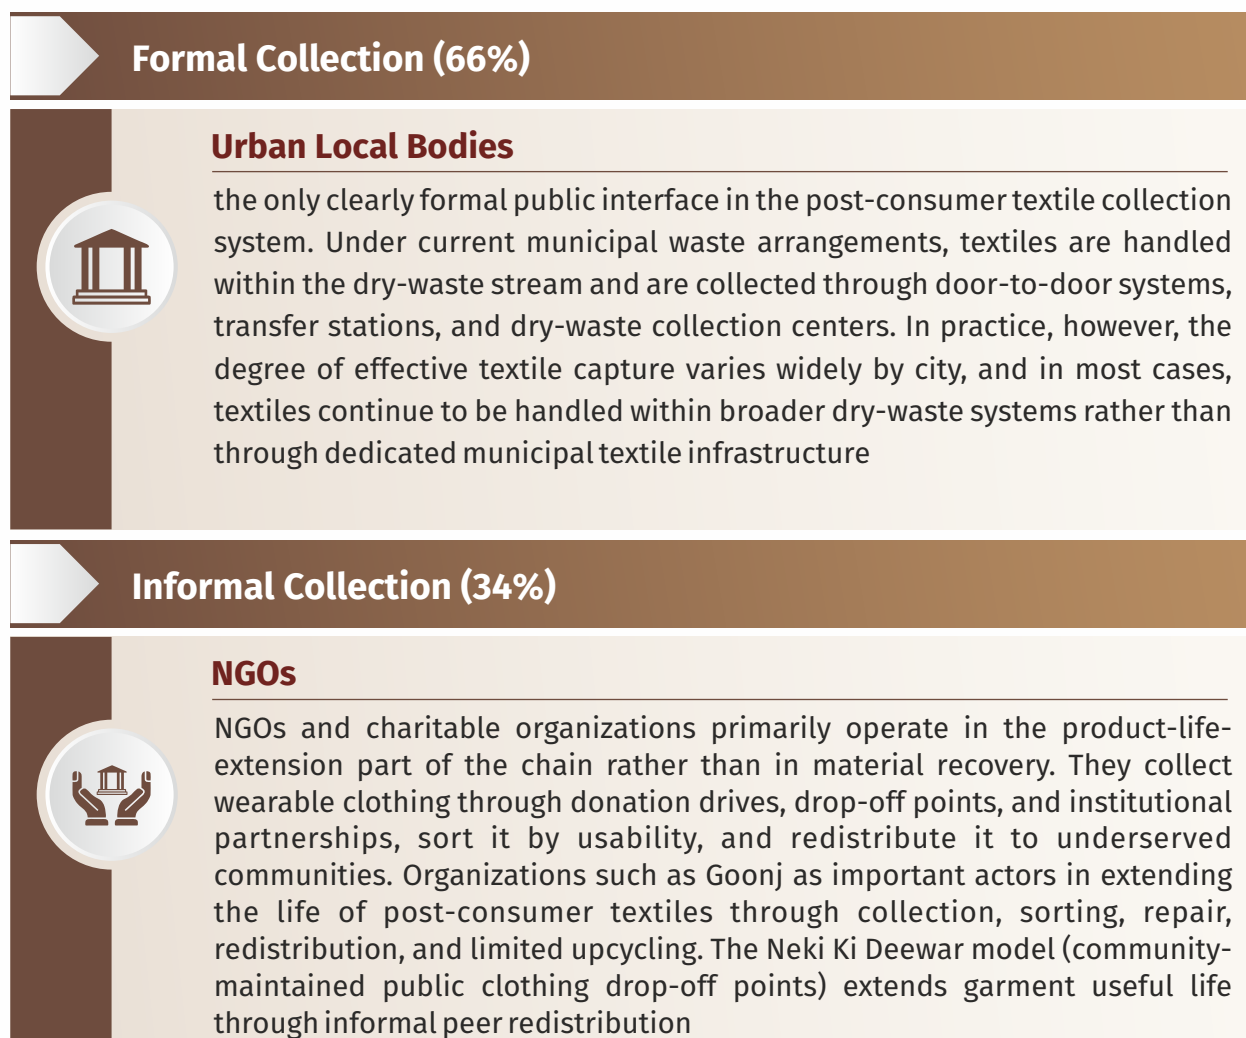 Formal Collection (66%)
Urban Local Bodies
the only clearly formal public interface in the post-consumer textile collection
system. Under current municipal waste arrangements, textiles are handled
within the dry-waste stream and are collected through door-to-door systems,
transfer stations, and dry-waste collection centers. In practice, however, the
degree of effective textile capture varies widely by city, and in most cases,
textiles continue to be handled within broader dry-waste systems rather than
through dedicated municipal textile infrastructure
Informal Collection (34%)
NGOs
NGOs and charitable organizations primarily operate in the product-life-
extension part of the chain rather than in material recovery. They collect
wearable clothing through donation drives, drop-off points, and institutional
partnerships, sort it by usability, and redistribute it to underserved
communities. Organizations such as Goonj as important actors in extending
the life of post-consumer textiles through collection, sorting, repair,
redistribution, and limited upcycling. The Neki Ki Deewar model (community-
maintained public clothing drop-off points) extends garment useful life
through informal peer redistribution